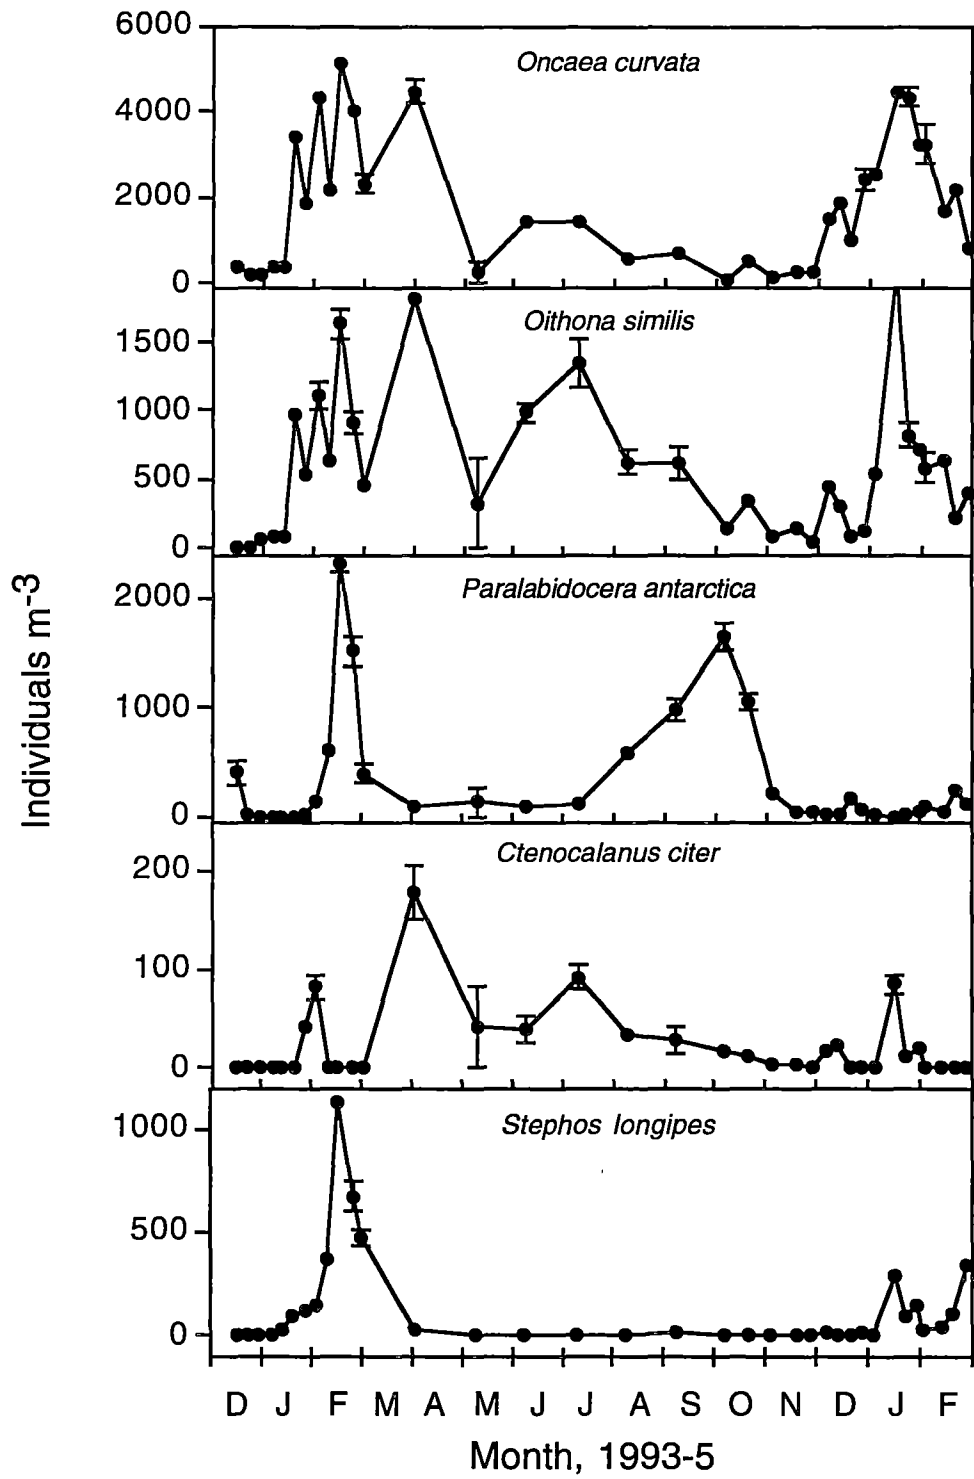 6000
Oncaea curvata
4000
2000
0
Oithona similis
1500
1000
500
0
Paralabidocera antarctica
2000
1000
0
Individuals m-3
Ctenocalanus citer
200
100
0
Stephos longipes
1000
500
0
D J F M A M J J A S O N D J F
Month, 1993-5